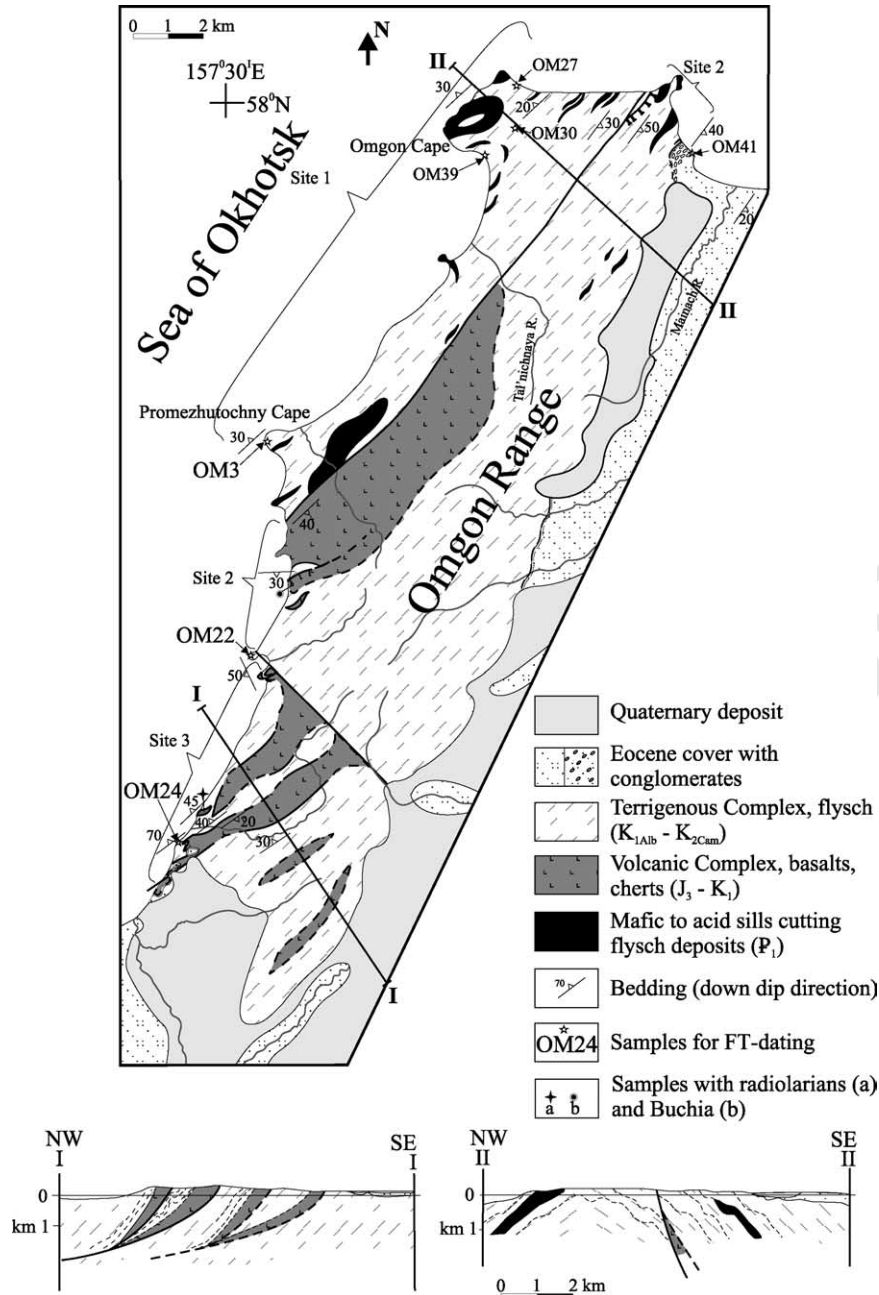 0 1 2 km
N
157°30ᴵE
58°N
II
OM27
Site 2
30
20
30
50
40
OM30
OM41
Omgon Cape
OM39
Site 1
20
Sea of Okhotsk
II
Mainach R.
Tal'nichnaya R.
Promezhutochny Cape
30
OM3
Omgon Range
40
Site 2
30
OM22
50
I
Site 3
OM24
45
40
20
70
30
I
Quaternary deposit
Eocene cover with
conglomerates
Terrigenous Complex, flysch
(K1Alb - K2Cam)
Volcanic Complex, basalts,
cherts (J3 - K1)
Mafic to acid sills cutting
flysch deposits (P1)
70
Bedding (down dip direction)
OM24
Samples for FT-dating
a b
Samples with radiolarians (a)
and Buchia (b)
NW
I
SE
I
0
km 1
NW
II
SE
II
0
km 1
0 1 2 km